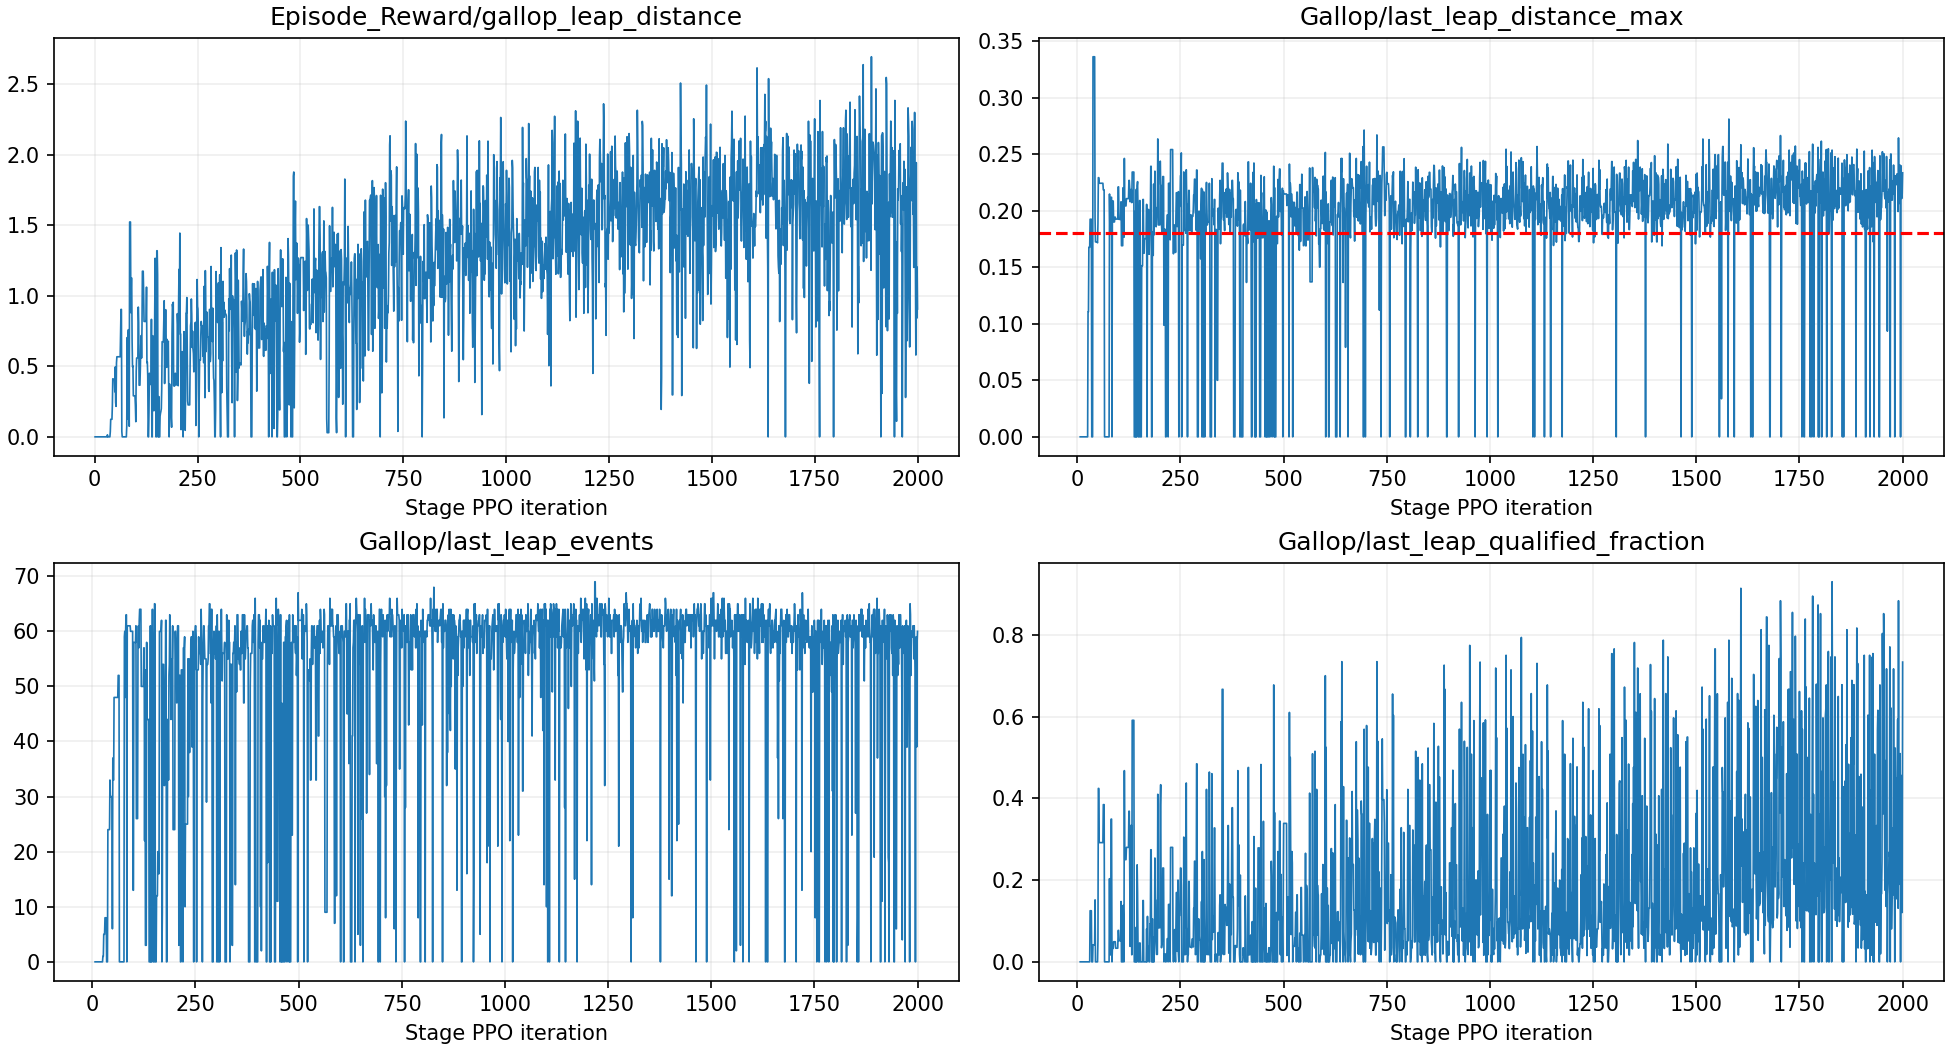 Episode_Reward/gallop_leap_distance
2.5
2.0
1.5
1.0
0.5
0.0
0 250 500 750 1000 1250 1500 1750 2000
Stage PPO iteration
Gallop/last_leap_distance_max
0.35
0.30
0.25
0.20
0.15
0.10
0.05
0.00
0 250 500 750 1000 1250 1500 1750 2000
Stage PPO iteration
Gallop/last_leap_events
70
60
50
40
30
20
10
0
0 250 500 750 1000 1250 1500 1750 2000
Stage PPO iteration
Gallop/last_leap_qualified_fraction
0.8
0.6
0.4
0.2
0.0
0 250 500 750 1000 1250 1500 1750 2000
Stage PPO iteration